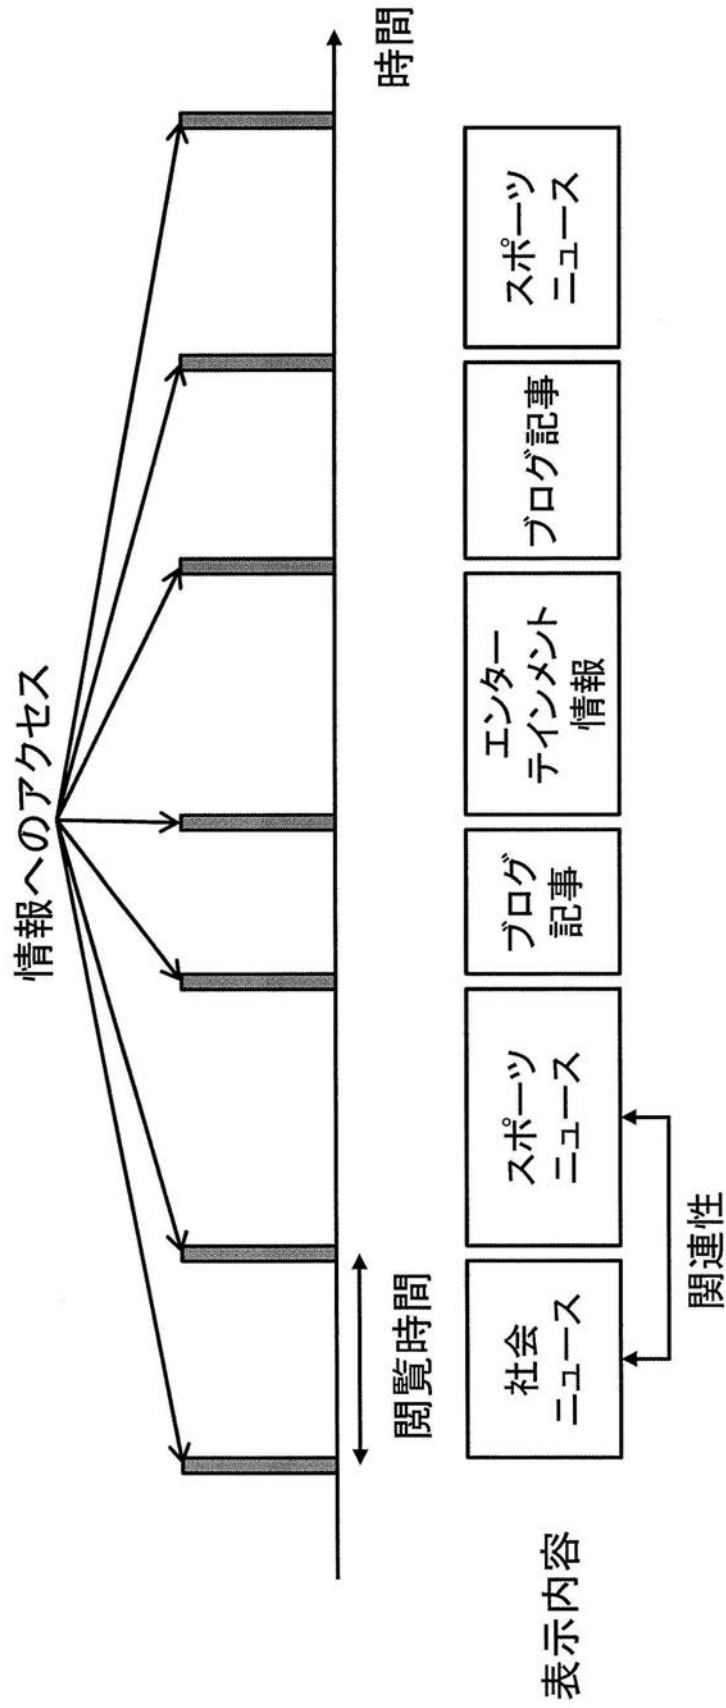 情報へのアクセス
時間
閲覧時間
表示内容
社会
ニュース
スポーツ
ニュース
ブログ
記事
エンター
テインメント
情報
ブログ記事
スポーツ
ニュース
関連性